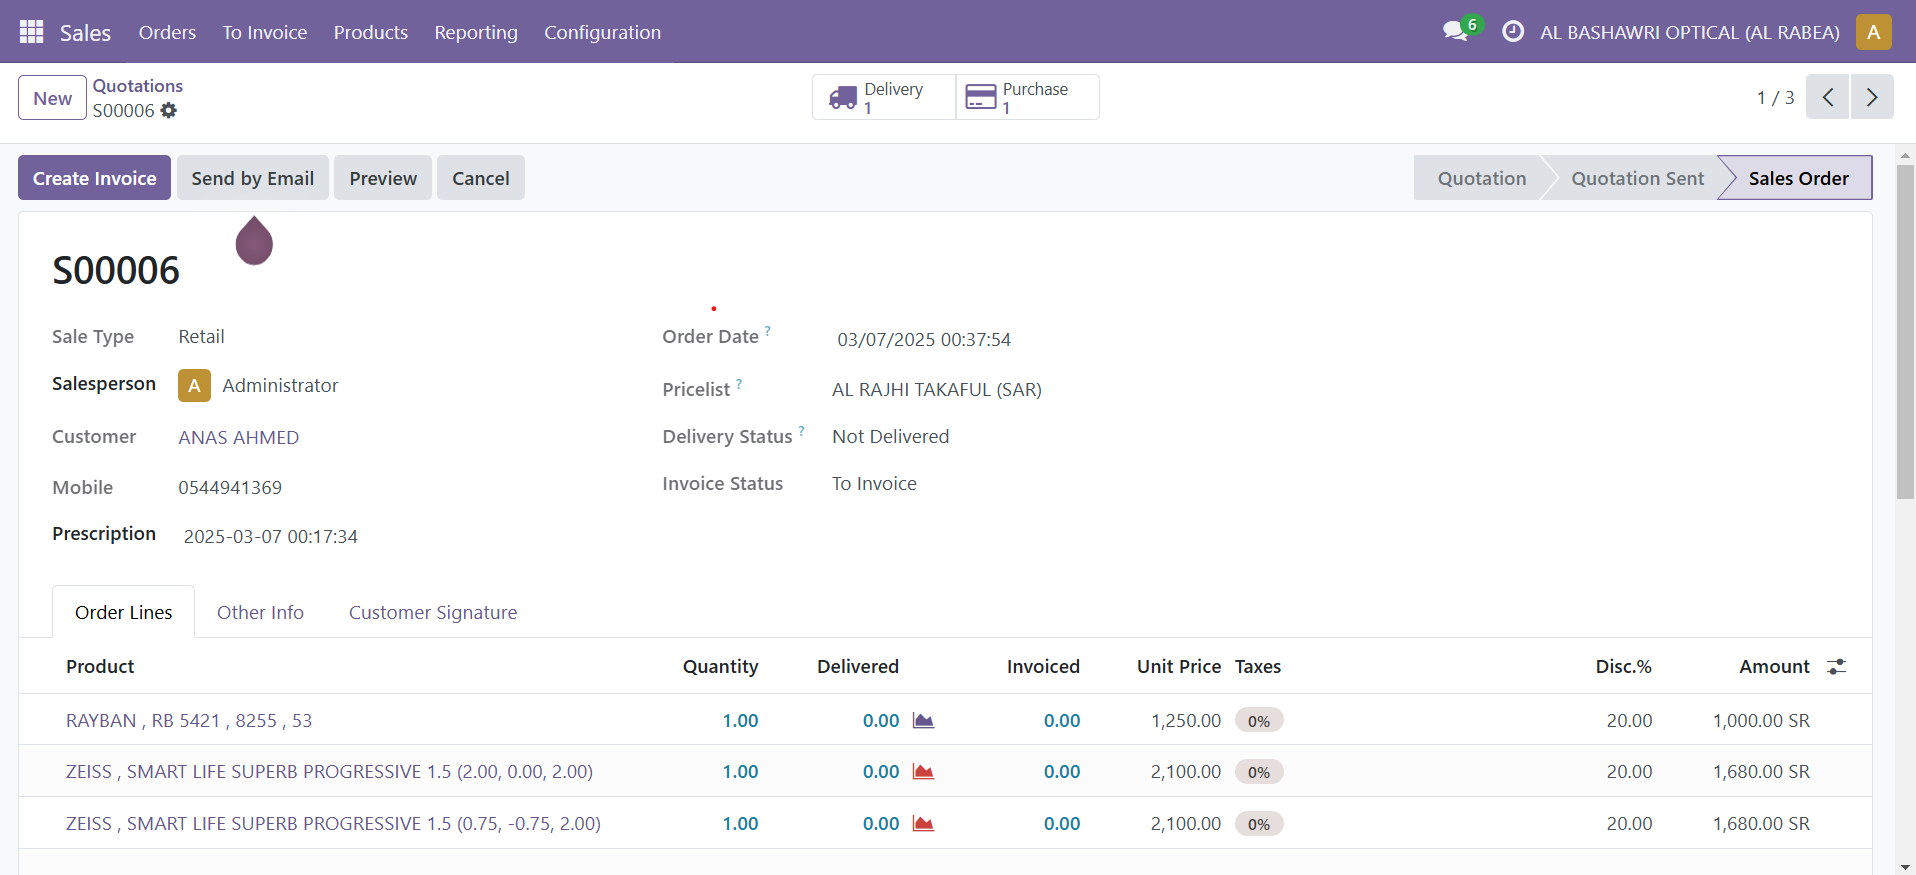 Sales Orders To Invoice Products Reporting Configuration 6 AL BASHAWRI OPTICAL (AL RABEA) A
New Quotations Delivery 1 Purchase 1 1 / 3
S00006
Create Invoice Send by Email Preview Cancel Quotation Quotation Sent Sales Order
S00006
Sale Type Retail Order Date ? 03/07/2025 00:37:54
Salesperson A Administrator Pricelist ? AL RAJHI TAKAFUL (SAR)
Customer ANAS AHMED Delivery Status ? Not Delivered
Mobile 0544941369 Invoice Status To Invoice
Prescription 2025-03-07 00:17:34
Order Lines Other Info Customer Signature
Product Quantity Delivered Invoiced Unit Price Taxes Disc.% Amount
RAYBAN , RB 5421 , 8255 , 53 1.00 0.00 0.00 1,250.00 0% 20.00 1,000.00 SR
ZEISS , SMART LIFE SUPERB PROGRESSIVE 1.5 (2.00, 0.00, 2.00) 1.00 0.00 0.00 2,100.00 0% 20.00 1,680.00 SR
ZEISS , SMART LIFE SUPERB PROGRESSIVE 1.5 (0.75, -0.75, 2.00) 1.00 0.00 0.00 2,100.00 0% 20.00 1,680.00 SR